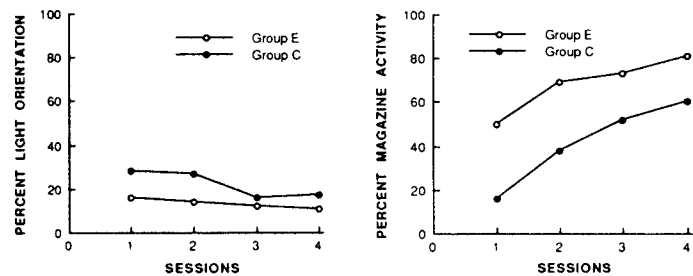 PERCENT LIGHT ORIENTATION
100
80
60
40
20
0
0 1 2 3 4
SESSIONS
Group E
Group C
PERCENT MAGAZINE ACTIVITY
100
80
60
40
20
0
0 1 2 3 4
SESSIONS
Group E
Group C